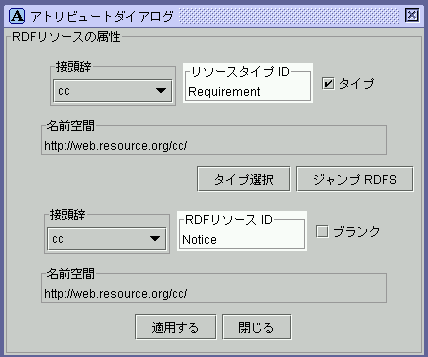 アトリビュートダイアログ
RDFリソースの属性
接頭辞
cc
リソースタイプ ID
Requirement
タイプ
名前空間
http://web.resource.org/cc/
タイプ選択
ジャンプ RDFS
接頭辞
cc
RDFリソース ID
Notice
ブランク
名前空間
http://web.resource.org/cc/
適用する
閉じる